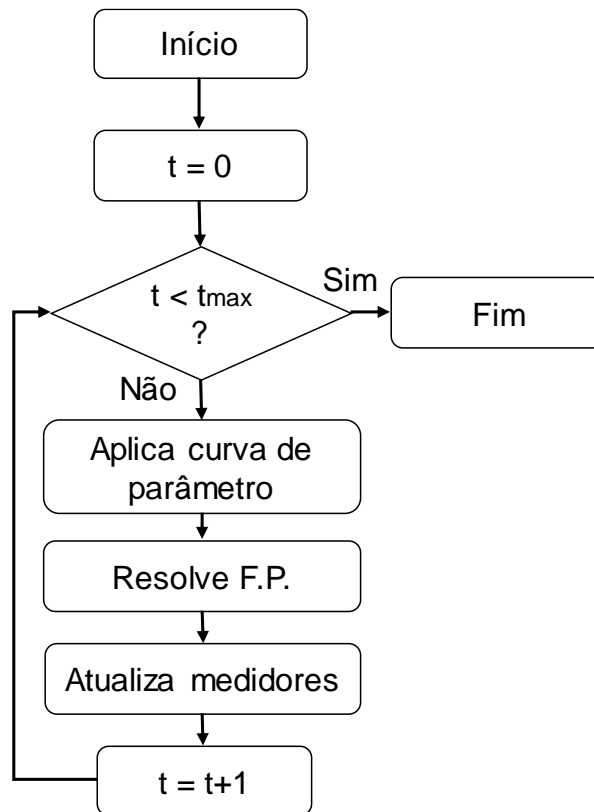 Início
t = 0
t < tmax
?
Sim
Fim
Não
Aplica curva de
parâmetro
Resolve F.P.
Atualiza medidores
t = t+1